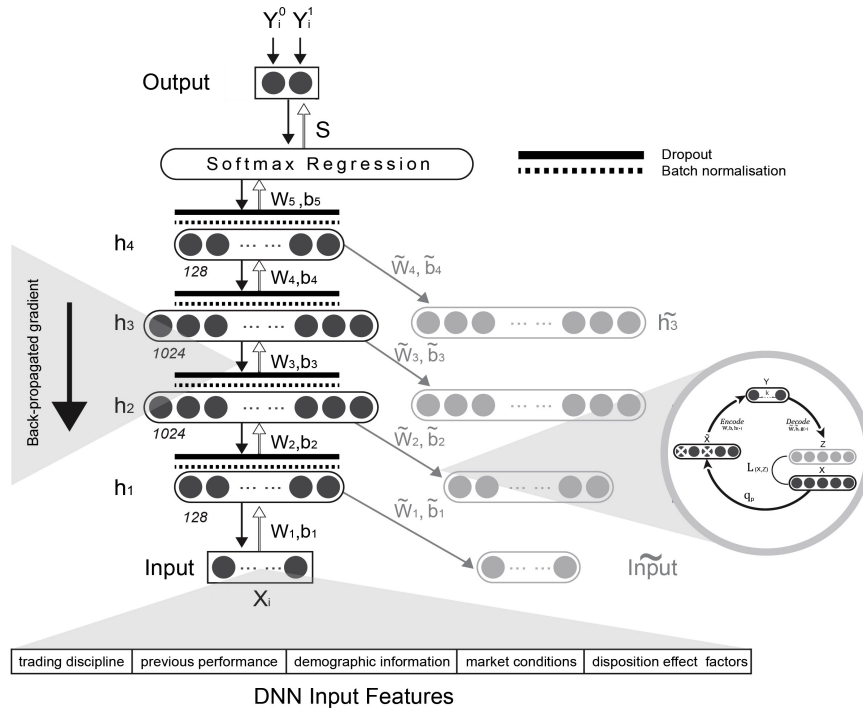 Y_i^0 Y_i^1
Output
S
Softmax Regression
Dropout
Batch normalisation
W₅,b₅
h₄
... ...
128
W₄,b₄
W̃₄, b̃₄
h₃
... ...
1024
... ...
h̃₃
W₃,b₃
W̃₃, b̃₃
Back-propagated gradient
h₂
... ...
1024
... ...
W₂,b₂
W̃₂, b̃₂
h₁
... ...
128
... ...
W₁,b₁
W̃₁, b̃₁
Input
... ...
... ...
Iñput
Xᵢ
Y
k
Encode
Decode
X̃
Z
L(X,Z)
X
qₚ
trading discipline
previous performance
demographic information
market conditions
disposition effect factors
DNN Input Features